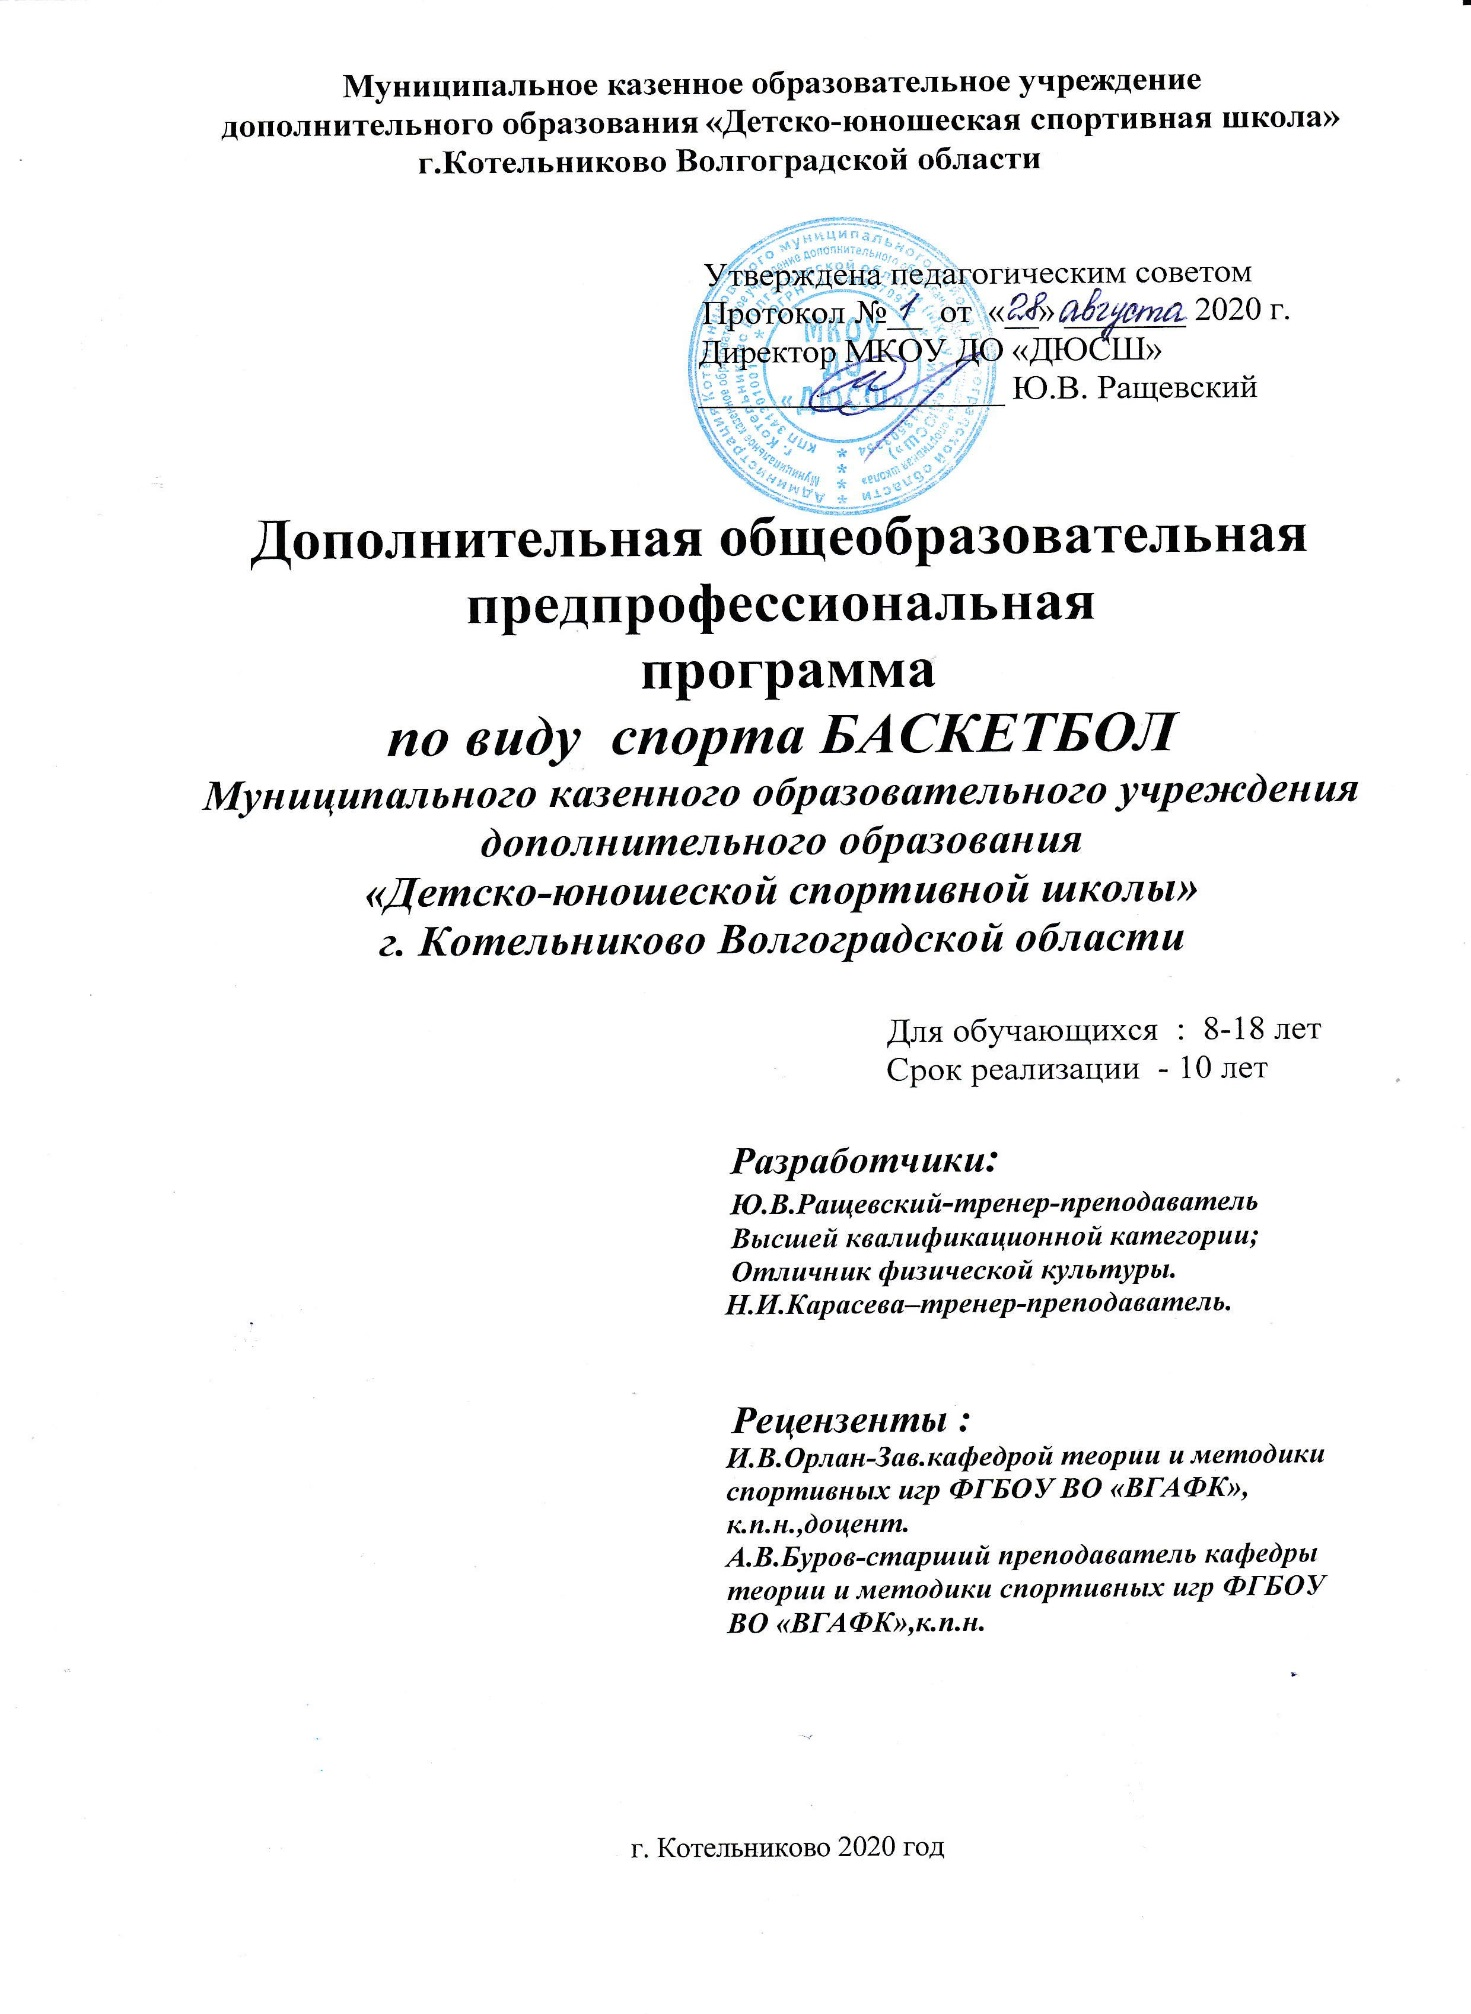 Муниципальное казенное образовательное учреждение
дополнительного образования «Детско-юношеская спортивная школа»
г.Котельниково Волгоградской области
Утверждена педагогическим советом
Протокол № 1 от «28» августа 2020 г.
Директор МКОУ ДО «ДЮСШ»
Ю.В. Ращевский
МКОУ
ДО
«ДЮСШ»
Дополнительная общеобразовательная
предпрофессиональная
программа
по виду спорта БАСКЕТБОЛ
Муниципального казенного образовательного учреждения
дополнительного образования
«Детско-юношеской спортивной школы»
г. Котельниково Волгоградской области
Для обучающихся : 8-18 лет
Срок реализации - 10 лет
Разработчики:
Ю.В.Ращевский-тренер-преподаватель
Высшей квалификационной категории;
Отличник физической культуры.
Н.И.Карасева–тренер-преподаватель.
Рецензенты :
И.В.Орлан-Зав.кафедрой теории и методики
спортивных игр ФГБОУ ВО «ВГАФК»,
к.п.н.,доцент.
А.В.Буров-старший преподаватель кафедры
теории и методики спортивных игр ФГБОУ
ВО «ВГАФК»,к.п.н.
г. Котельниково 2020 год